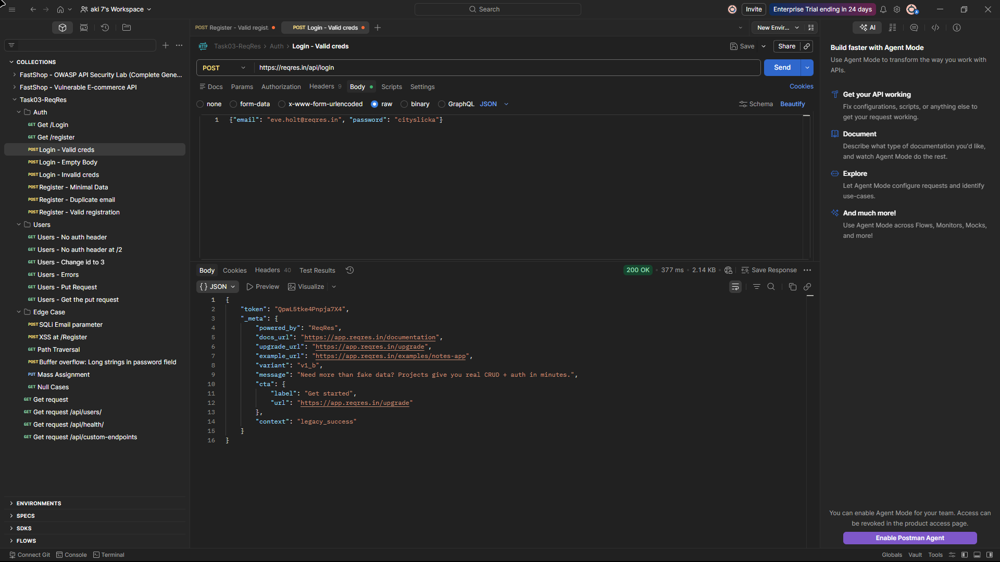 aki 7's Workspace
Search
Invite
Enterprise Trial ending in 24 days
POST Register - Valid regist.
POST Login - Valid creds
New Envir...
AI
COLLECTIONS
FastShop - OWASP API Security Lab (Complete Gene...
FastShop - Vulnerable E-commerce API
Task03-ReqRes
Auth
GET Get /Login
GET Get /register
POST Login - Valid creds
POST Login - Empty Body
POST Login - Invalid creds
POST Register - Minimal Data
POST Register - Duplicate email
POST Register - Valid registration
Users
GET Users - No auth header
GET Users - No auth header at /2
GET Users - Change id to 3
GET Users - Errors
GET Users - Put Request
GET Users - Get the put request
Edge Case
POST SQLi Email parameter
POST XSS at /Register
GET Path Traversal
POST Buffer overflow: Long strings in password field
PUT Mass Assignment
GET Null Cases
GET Get request
GET Get request /api/users/
GET Get request /api/health/
GET Get request /api/custom-endpoints
ENVIRONMENTS
SPECS
SDKS
FLOWS
HTTP Task03-ReqRes > Auth > Login - Valid creds
Save
Share
POST
https://reqres.in/api/login
Send
Docs Params Authorization Headers 9 Body Scripts Settings
Cookies
none form-data x-www-form-urlencoded raw binary GraphQL JSON
Schema Beautify
1 {"email": "eve.holt@reqres.in", "password": "cityslicka"}
Body Cookies Headers 40 Test Results
200 OK • 377 ms • 2.14 KB
e.g. Save Response
{} JSON Preview Visualize
1 {
2 "token": "QpwL5tke4Pnpja7X4",
3 "_meta": {
4 "powered_by": "ReqRes",
5 "docs_url": "https://app.reqres.in/documentation",
6 "upgrade_url": "https://app.reqres.in/upgrade",
7 "example_url": "https://app.reqres.in/examples/notes-app",
8 "variant": "v1_b",
9 "message": "Need more than fake data? Projects give you real CRUD + auth in minutes.",
10 "cta": {
11 "label": "Get started",
12 "url": "https://app.reqres.in/upgrade"
13 },
14 "context": "legacy_success"
15 }
16 }
Build faster with Agent Mode
Use Agent Mode to transform the way you work with
APIs.
Get your API working
Fix configurations, scripts, or anything else to
get your request working.
Document
Describe what type of documentation you'd like,
and watch Agent Mode do the rest.
Explore
Let Agent Mode configure requests and identify
use-cases.
And much more!
Use Agent Mode across Flows, Monitors, Mocks,
and more!
You can enable Agent Mode for your team. Access can
be revoked in the product access page.
Enable Postman Agent
Connect Git Console Terminal
Globals Vault Tools